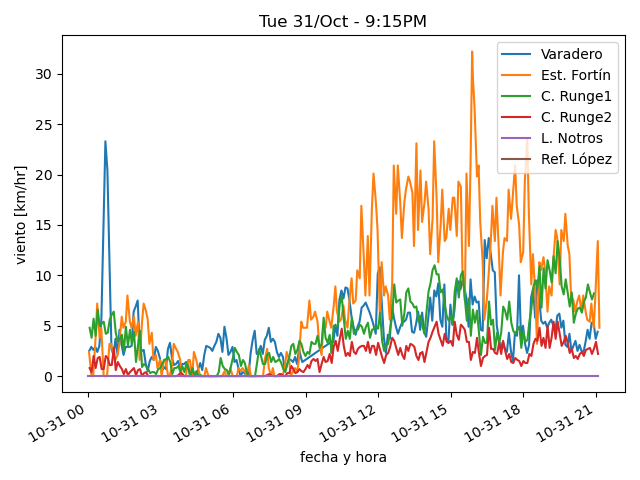 Tue 31/Oct - 9:15PM
viento [km/hr]
30
25
20
15
10
5
0
Varadero
Est. Fortín
C. Runge1
C. Runge2
L. Notros
Ref. López
10-31 00
10-31 03
10-31 06
10-31 09
10-31 12
10-31 15
10-31 18
10-31 21
fecha y hora